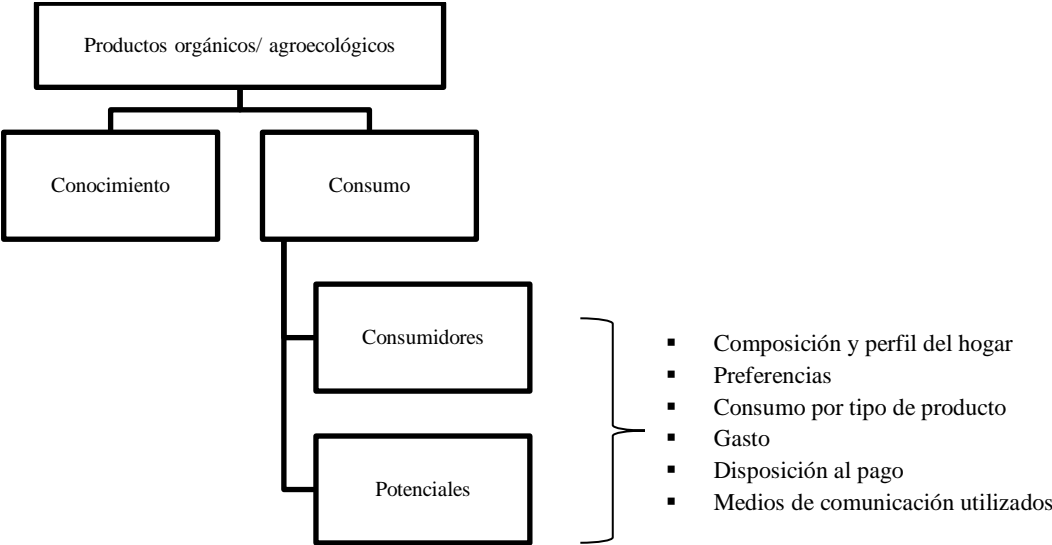 Productos orgánicos/ agroecológicos
Conocimiento
Consumo
Consumidores
Potenciales
▪ Composición y perfil del hogar
▪ Preferencias
▪ Consumo por tipo de producto
▪ Gasto
▪ Disposición al pago
▪ Medios de comunicación utilizados